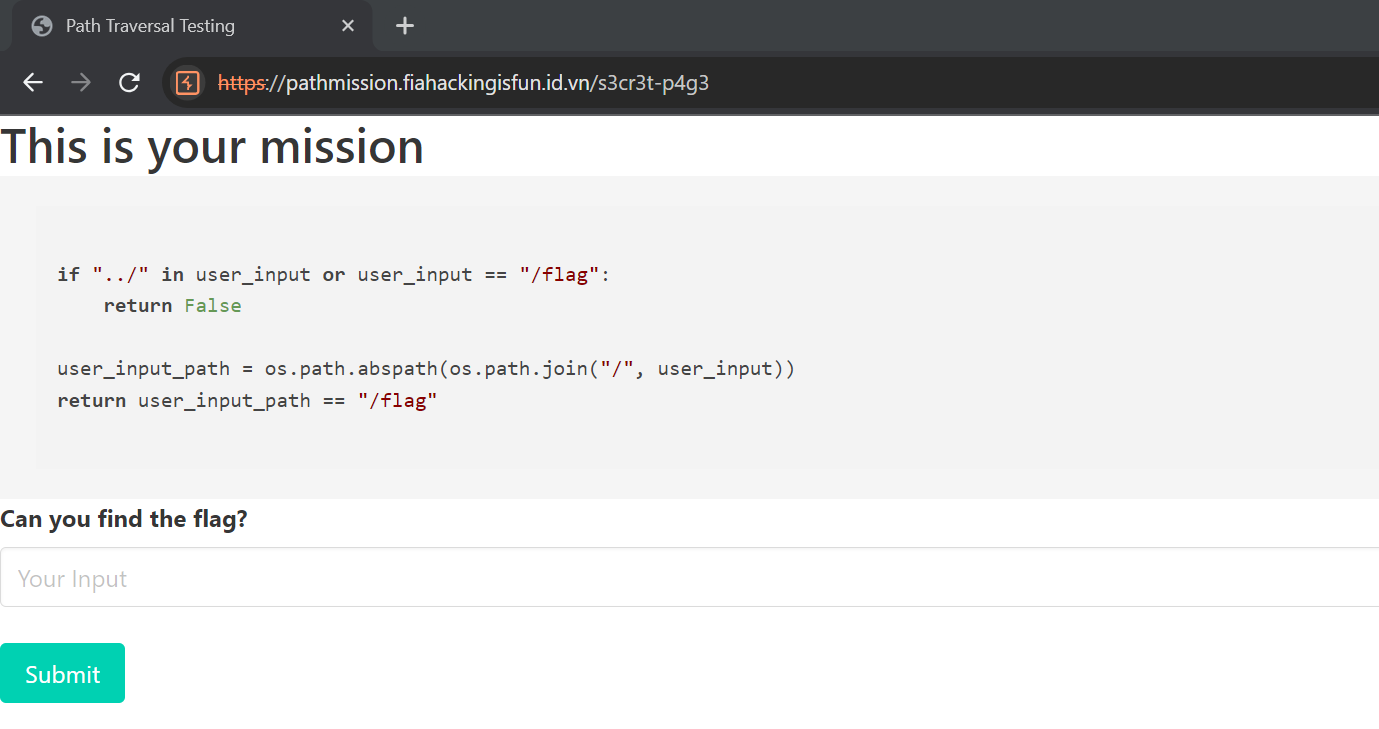 Path Traversal Testing
https://pathmission.fiahackingisfun.id.vn/s3cr3t-p4g3
This is your mission
if "../" in user_input or user_input == "/flag":
    return False
user_input_path = os.path.abspath(os.path.join("/", user_input))
return user_input_path == "/flag"
Can you find the flag?
Your Input
Submit